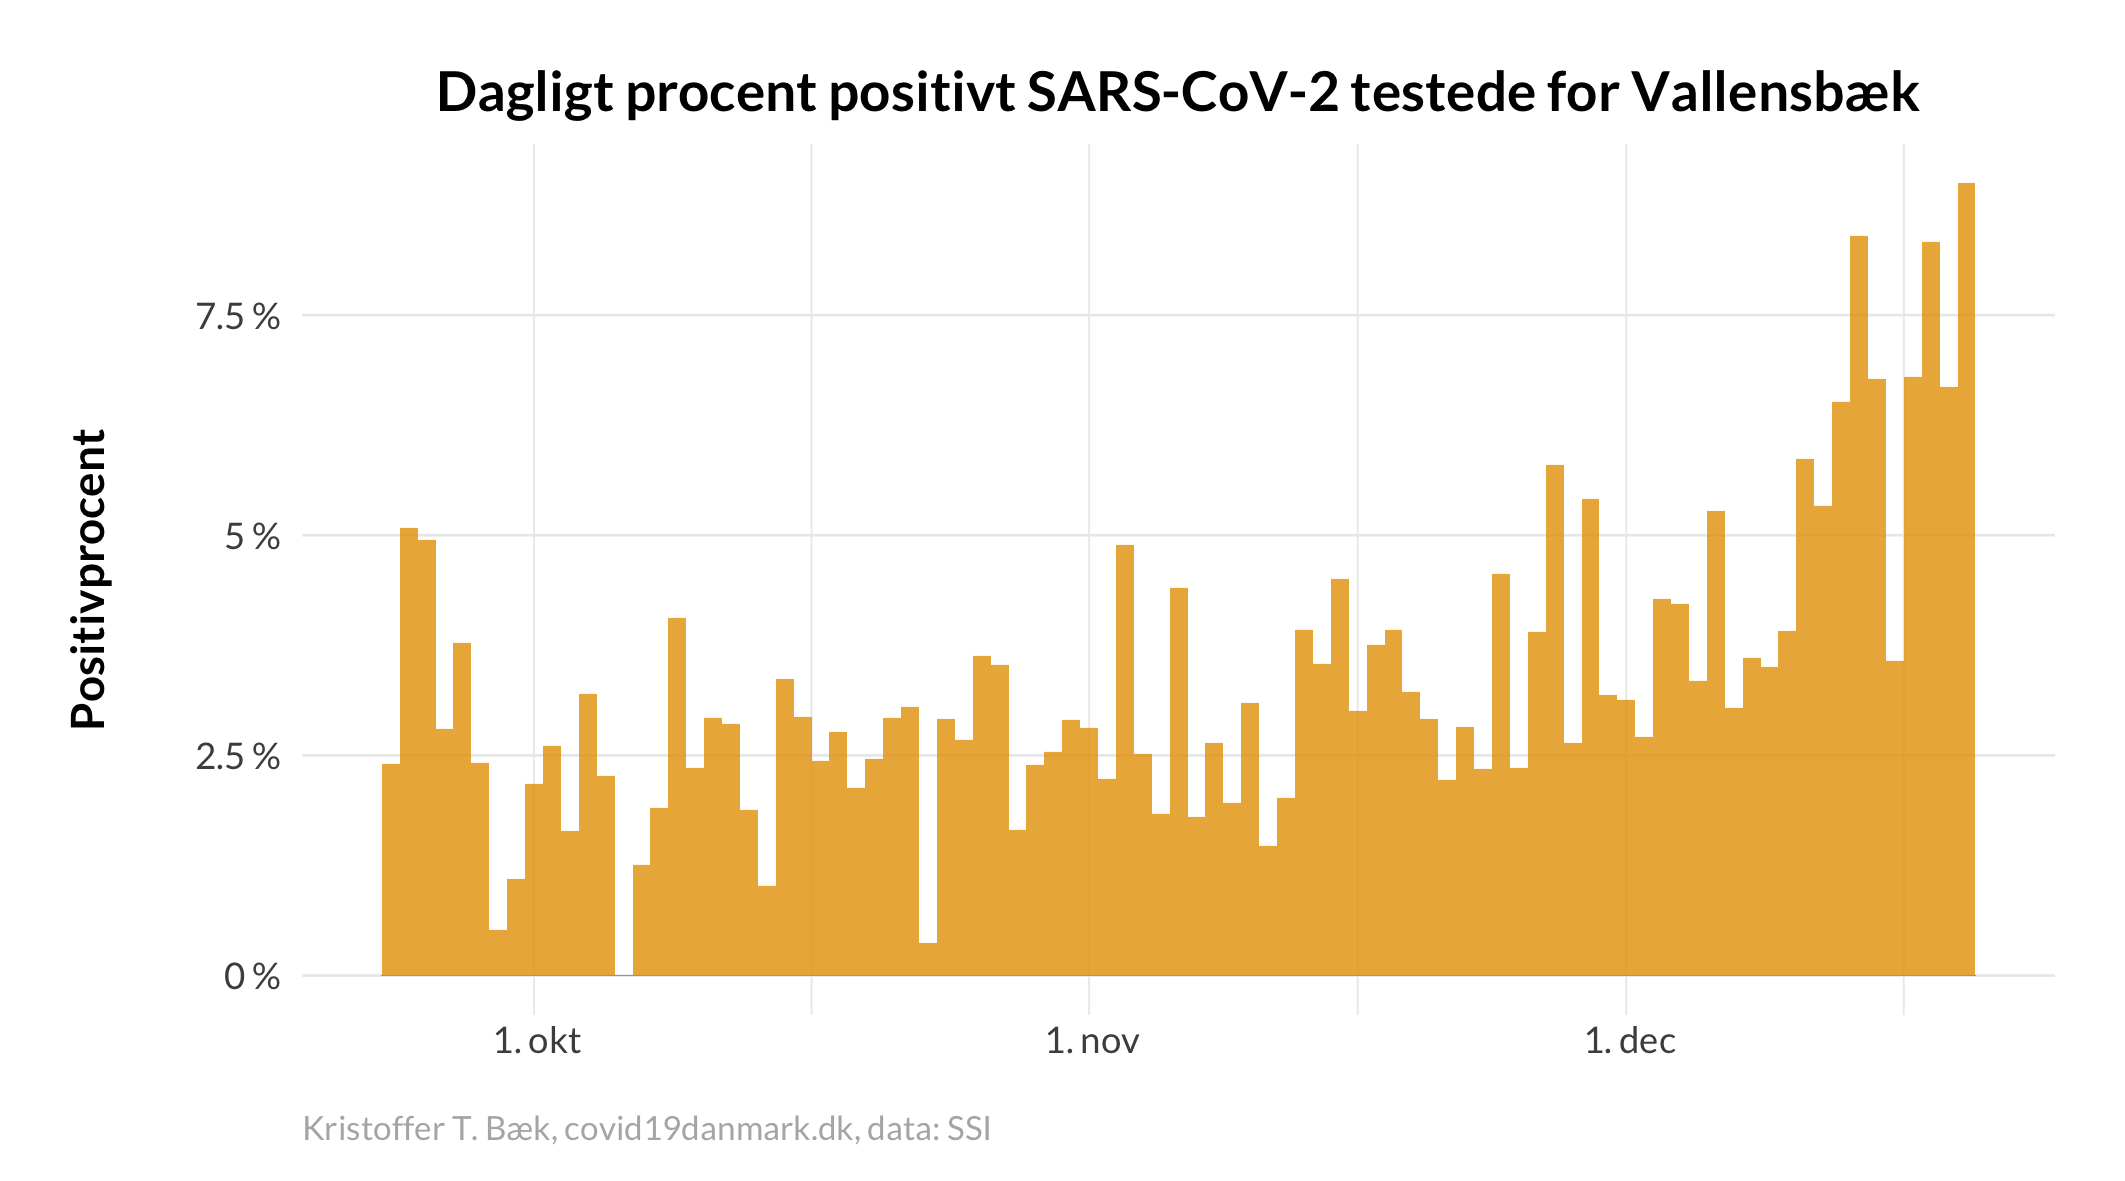 Dagligt procent positivt SARS-CoV-2 testede for Vallensbæk
Positivprocent
7.5 %
5 %
2.5 %
0 %
1. okt
1. nov
1. dec
Kristoffer T. Bæk, covid19danmark.dk, data: SSI